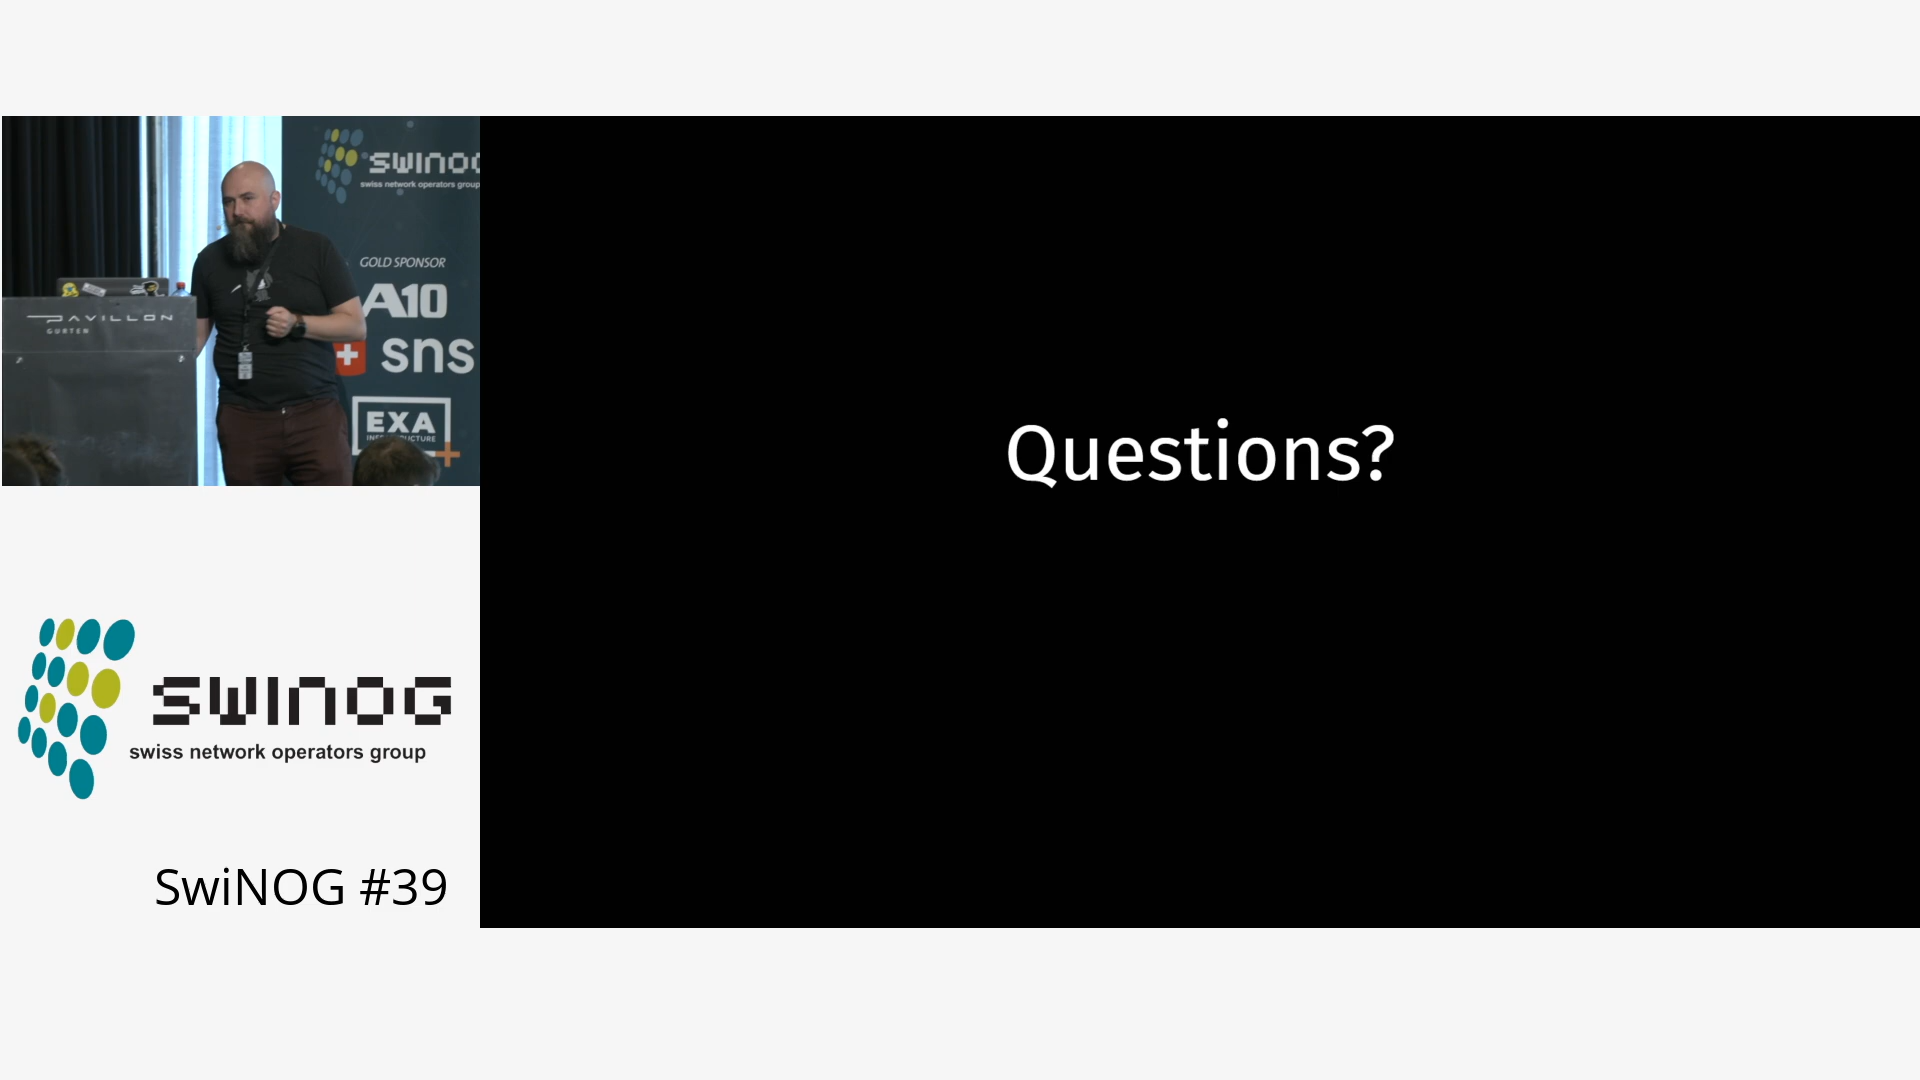 SWINOG
swiss network operators group
GOLD SPONSOR
A10
sns
EXA
PAVILLON
GURTEN
Questions?
SWINOG
swiss network operators group
SwiNOG #39